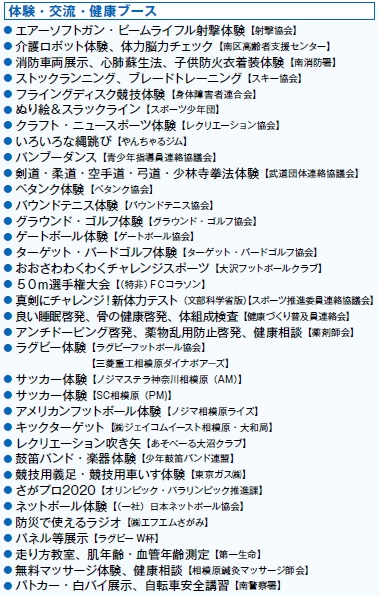 体験・交流・健康ブース
●エアーソフトガン・ビームライフル射撃体験【射撃協会】
●介護ロボット体験、体力脳力チェック【南区高齢者支援センター】
●消防車両展示、心肺蘇生法、子供防火衣着装体験【南消防署】
●ストックランニング、ブレードトレーニング【スキー協会】
●フライングディスク競技体験【身体障害者連合会】
●ぬり絵&スラックライン【スポーツ少年団】
●クラフト・ニュースポーツ体験【レクリエーション協会】
●いろいろな縄跳び【やんちゃるジム】
●バンブーダンス【青少年指導員連絡協議会】
●剣道・柔道・空手道・弓道・少林寺拳法体験【武道団体連絡協議会】
●ペタンク体験【ペタンク協会】
●バウンドテニス体験【バウンドテニス協会】
●グラウンド・ゴルフ体験【グラウンド・ゴルフ協会】
●ゲートボール体験【ゲートボール協会】
●ターゲット・バードゴルフ体験【ターゲット・バードゴルフ協会】
●おおさわわくわくチャレンジスポーツ【大沢フットボールクラブ】
●50m選手権大会【(特非)FCコラソン】
●真剣にチャレンジ!新体力テスト(文部科学省版)【スポーツ推進委員連絡協議会】
●良い睡眠啓発、骨の健康啓発、体組成検査【健康づくり普及員連絡会】
●アンチドーピング啓発、薬物乱用防止啓発、健康相談【薬剤師会】
●ラグビー体験【ラグビーフットボール協会】
【三菱重工相模原ダイナボアーズ】
●サッカー体験【ノジマステラ神奈川相模原(AM)】
●サッカー体験【SC相模原(PM)】
●アメリカンフットボール体験【ノジマ相模原ライズ】
●キックターゲット【㈱ジェイコムイースト相模原・大和局】
●レクリエーション吹き矢【あそべーる大沼クラブ】
●鼓笛バンド・楽器体験【少年鼓笛バンド連盟】
●競技用義足・競技用車いす体験【東京ガス㈱】
●さがプロ2020【オリンピック・パラリンピック推進課】
●ネットボール体験【(一社)日本ネットボール協会】
●防災で使えるラジオ【㈱エフエムさがみ】
●パネル等展示【ラグビーW杯】
●走り方教室、肌年齢・血管年齢測定【第一生命】
●無料マッサージ体験、健康相談【相模原鍼灸マッサージ師会】
●パトカー・白バイ展示、自転車安全講習【南警察署】